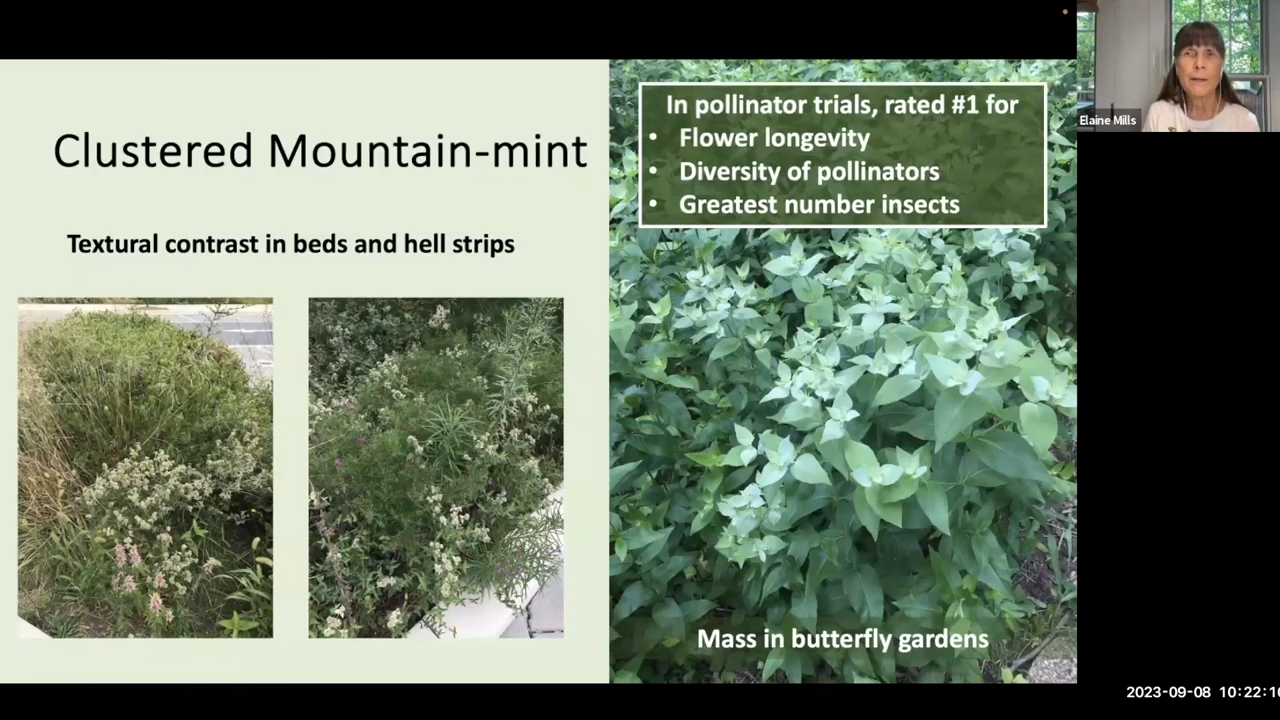 Clustered Mountain-mint
Textural contrast in beds and hell strips
In pollinator trials, rated #1 for
• Flower longevity
• Diversity of pollinators
• Greatest number insects
Mass in butterfly gardens
Elaine Mills
2023-09-08 10:22:1